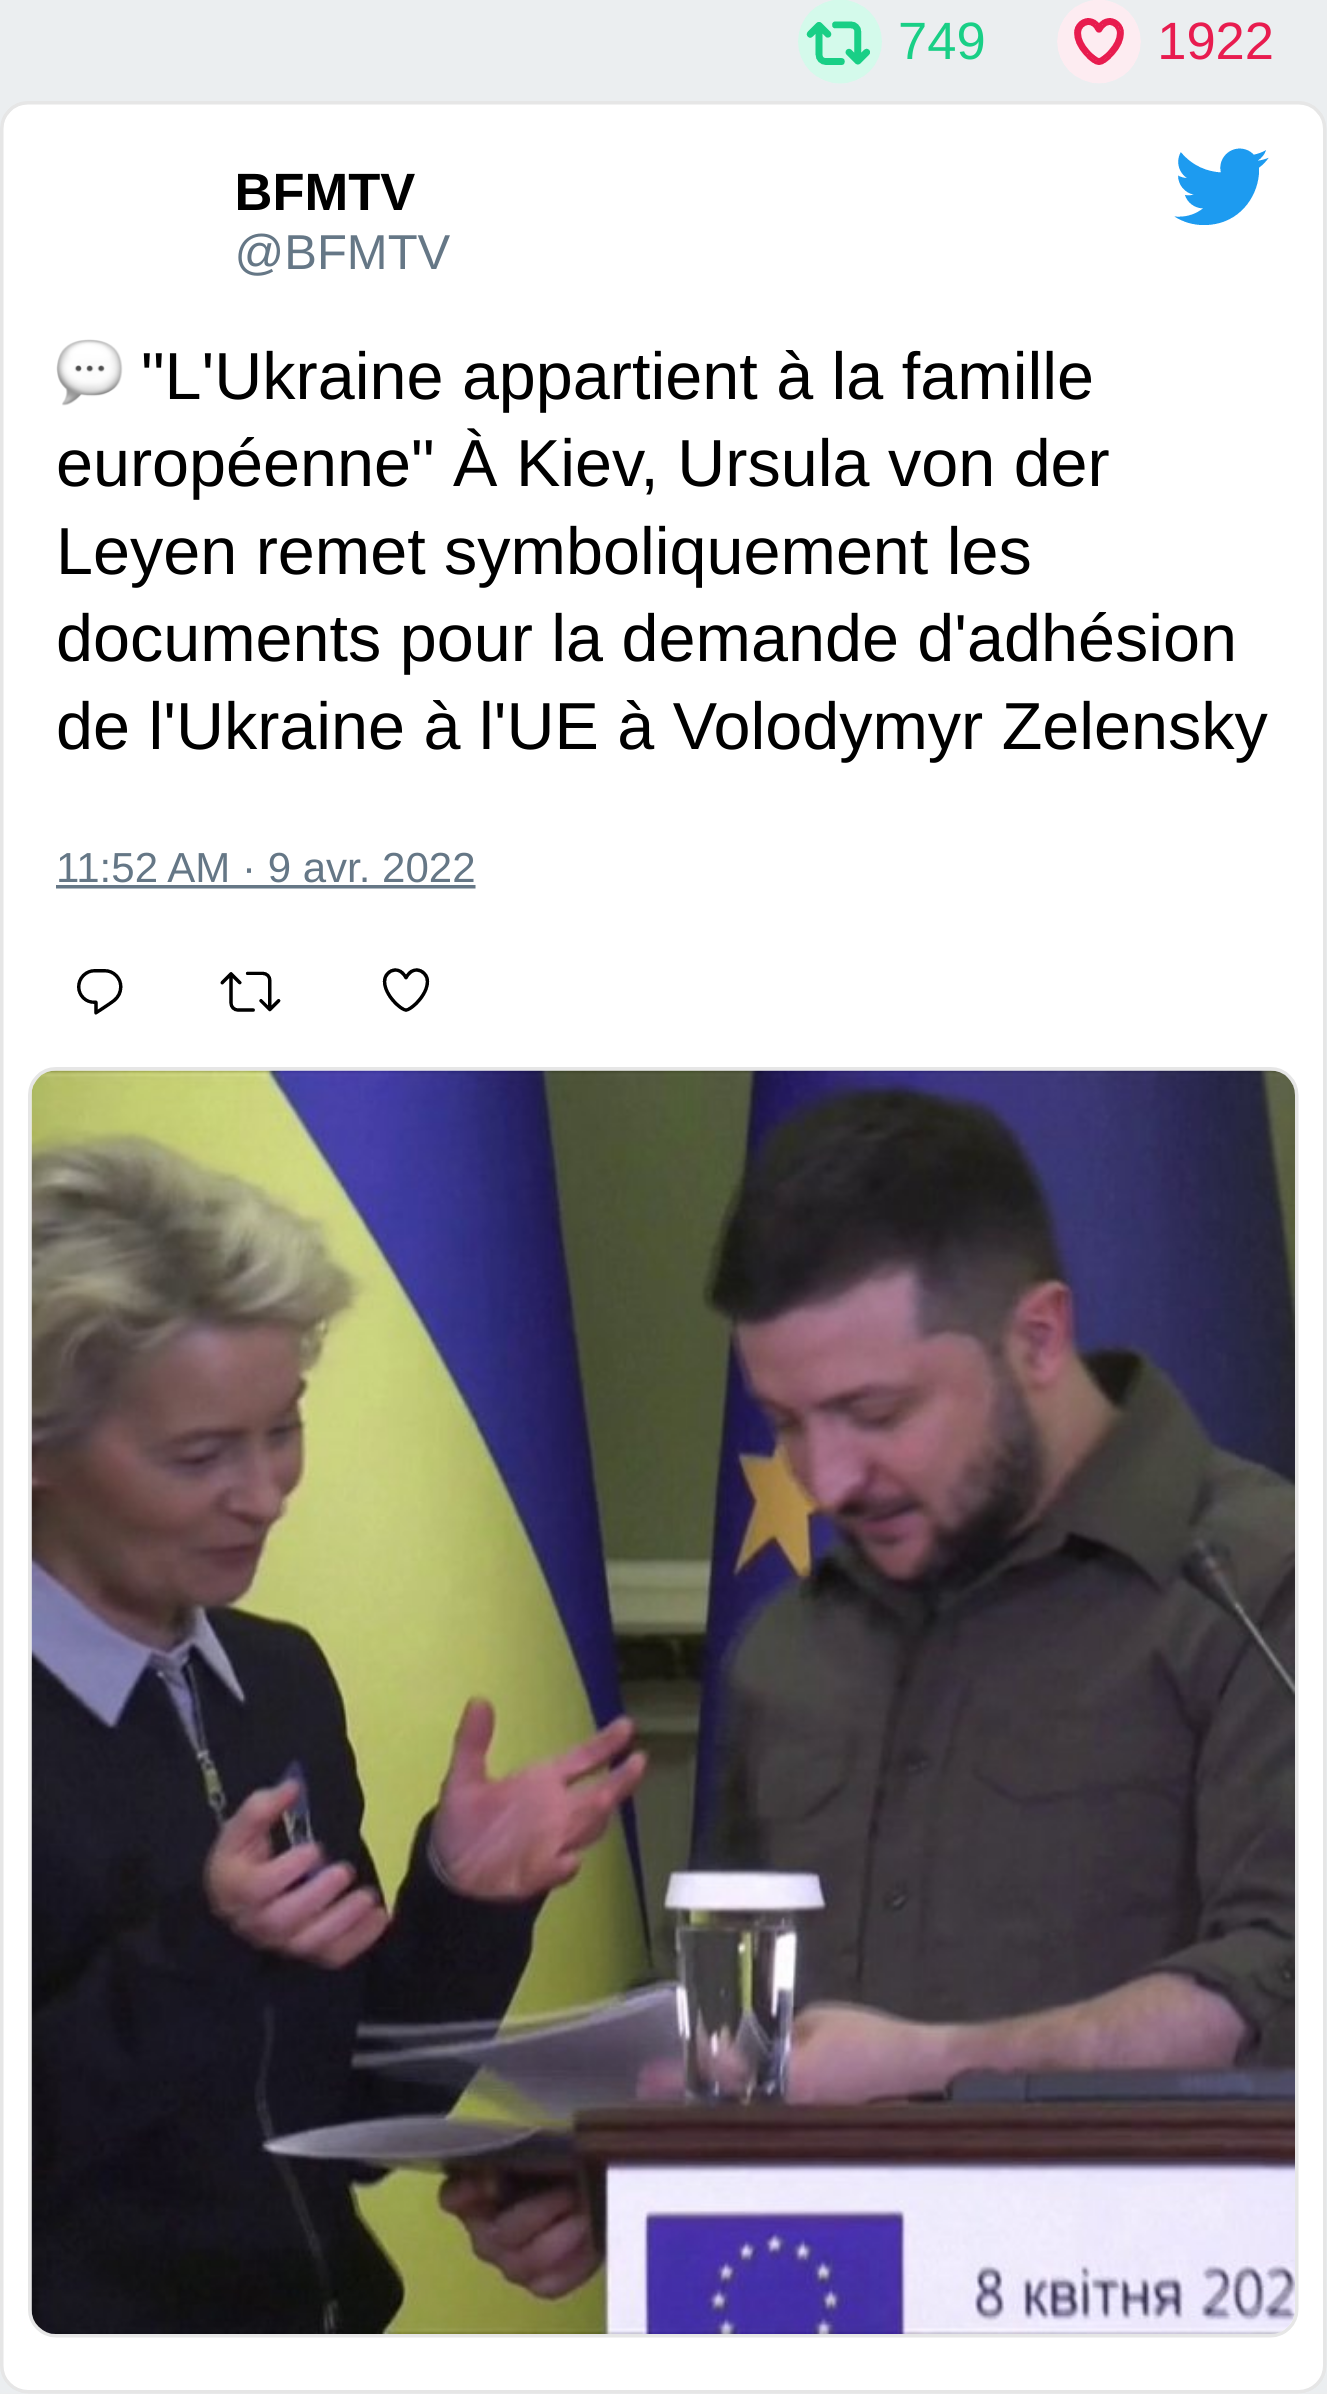 749 1922
BFMTV
@BFMTV
💬 "L'Ukraine appartient à la famille
européenne" À Kiev, Ursula von der
Leyen remet symboliquement les
documents pour la demande d'adhésion
de l'Ukraine à l'UE à Volodymyr Zelensky
11:52 AM · 9 avr. 2022
8 квітня 202